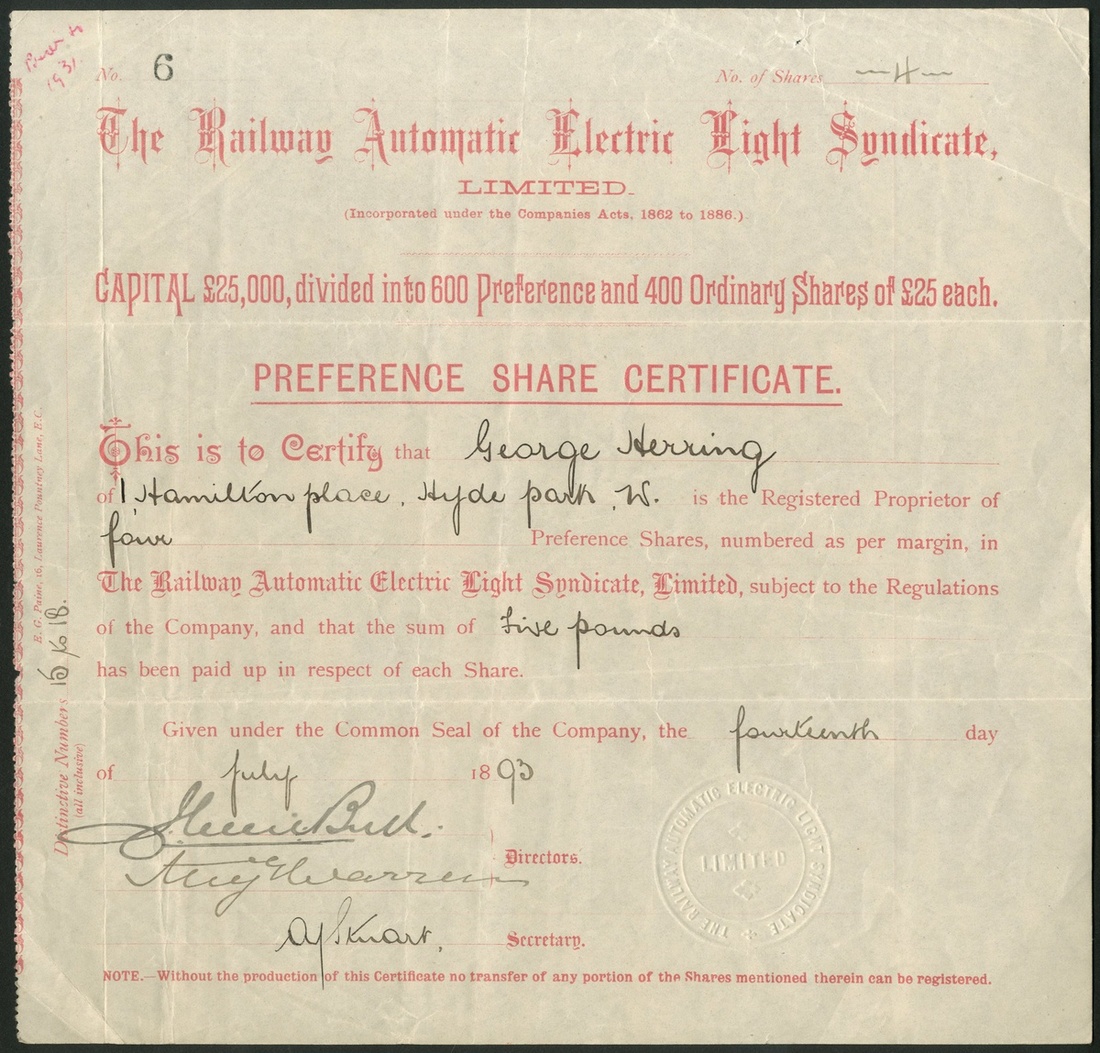 No. 6
No. of Shares 4
The Railway Automatic Electric Light Syndicate,
LIMITED.
(Incorporated under the Companies Acts, 1862 to 1886.)
CAPITAL £25,000, divided into 600 Preference and 400 Ordinary Shares of £25 each.
PREFERENCE SHARE CERTIFICATE.
This is to Certify that George Herring
of 1 Hamilton place, Hyde park, W. is the Registered Proprietor of
four Preference Shares, numbered as per margin, in
The Railway Automatic Electric Light Syndicate, Limited, subject to the Regulations
of the Company, and that the sum of Five pounds
has been paid up in respect of each Share.
Given under the Common Seal of the Company, the fourteenth day
of July 1893
Directors.
Secretary.
NOTE.—Without the production of this Certificate no transfer of any portion of the Shares mentioned therein can be registered.
THE RAILWAY AUTOMATIC ELECTRIC LIGHT SYNDICATE
LIMITED
E. G. Paine, 16, Laurence Pountney Lane, E.C.
Distinctive Numbers 15 to 18.
(all inclusive)